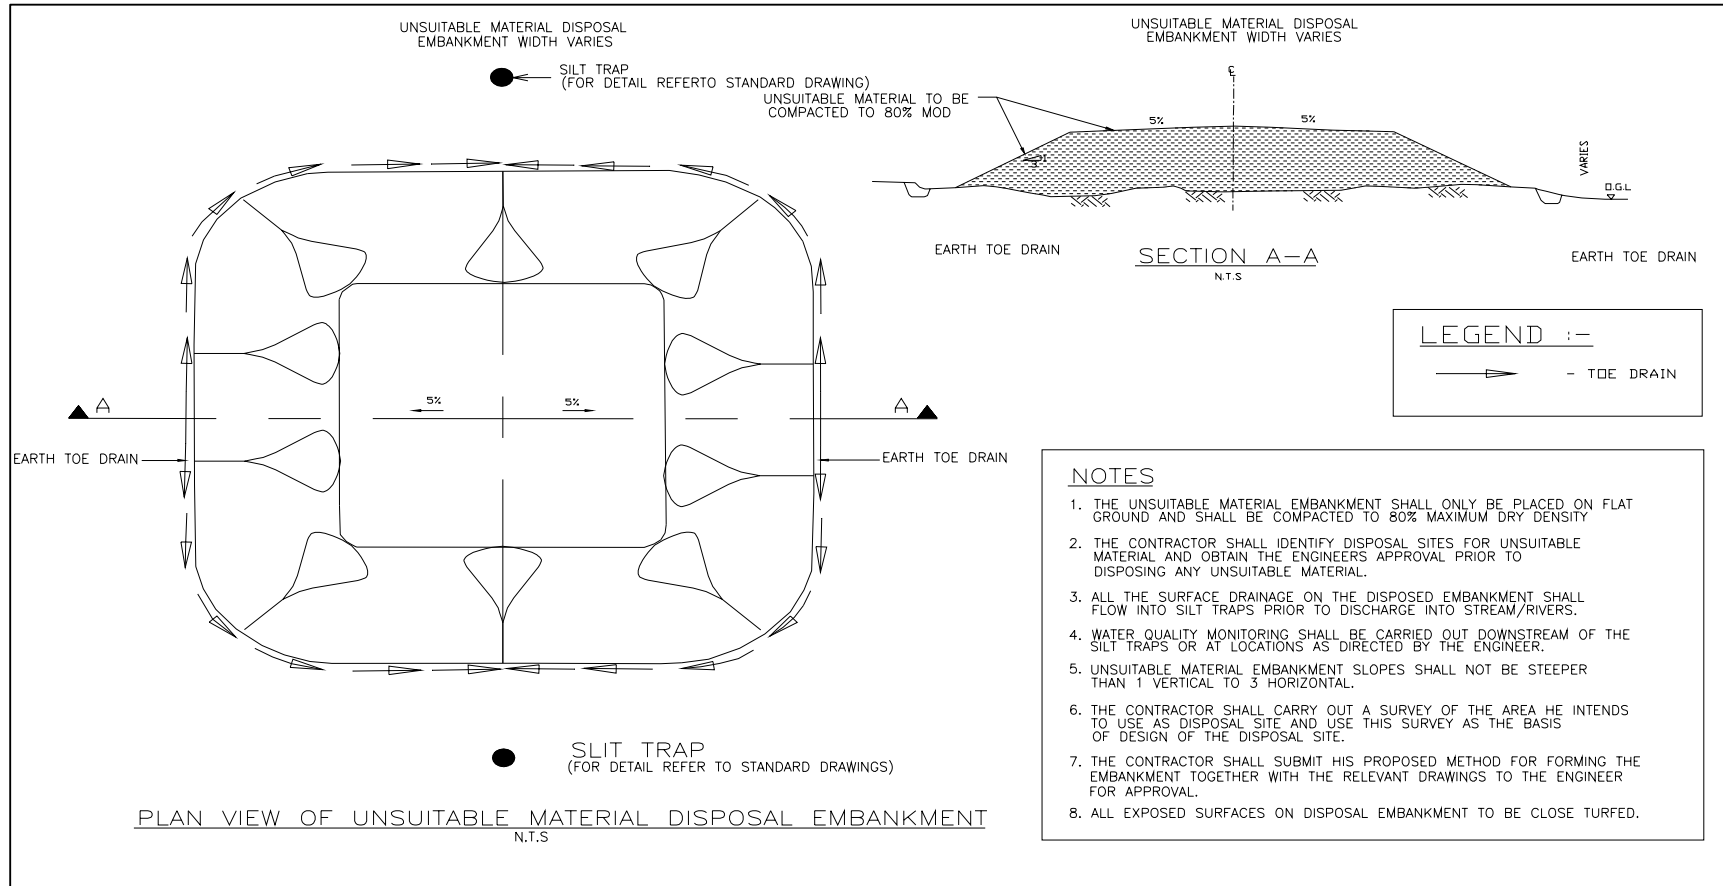 UNSUITABLE MATERIAL DISPOSAL
EMBANKMENT WIDTH VARIES
SILT TRAP
(FOR DETAIL REFERTO STANDARD DRAWING)
A
A
5%
5%
EARTH TOE DRAIN
EARTH TOE DRAIN
SLIT TRAP
(FOR DETAIL REFER TO STANDARD DRAWINGS)
PLAN VIEW OF UNSUITABLE MATERIAL DISPOSAL EMBANKMENT
N.T.S
UNSUITABLE MATERIAL DISPOSAL
EMBANKMENT WIDTH VARIES
℄
UNSUITABLE MATERIAL TO BE
COMPACTED TO 80% MOD
5%
5%
1
3
VARIES
O.G.L
EARTH TOE DRAIN
SECTION A-A
N.T.S
EARTH TOE DRAIN
LEGEND :-
- TOE DRAIN
NOTES
1. THE UNSUITABLE MATERIAL EMBANKMENT SHALL ONLY BE PLACED ON FLAT
GROUND AND SHALL BE COMPACTED TO 80% MAXIMUM DRY DENSITY
2. THE CONTRACTOR SHALL IDENTIFY DISPOSAL SITES FOR UNSUITABLE
MATERIAL AND OBTAIN THE ENGINEERS APPROVAL PRIOR TO
DISPOSING ANY UNSUITABLE MATERIAL.
3. ALL THE SURFACE DRAINAGE ON THE DISPOSED EMBANKMENT SHALL
FLOW INTO SILT TRAPS PRIOR TO DISCHARGE INTO STREAM/RIVERS.
4. WATER QUALITY MONITORING SHALL BE CARRIED OUT DOWNSTREAM OF THE
SILT TRAPS OR AT LOCATIONS AS DIRECTED BY THE ENGINEER.
5. UNSUITABLE MATERIAL EMBANKMENT SLOPES SHALL NOT BE STEEPER
THAN 1 VERTICAL TO 3 HORIZONTAL.
6. THE CONTRACTOR SHALL CARRY OUT A SURVEY OF THE AREA HE INTENDS
TO USE AS DISPOSAL SITE AND USE THIS SURVEY AS THE BASIS
OF DESIGN OF THE DISPOSAL SITE.
7. THE CONTRACTOR SHALL SUBMIT HIS PROPOSED METHOD FOR FORMING THE
EMBANKMENT TOGETHER WITH THE RELEVANT DRAWINGS TO THE ENGINEER
FOR APPROVAL.
8. ALL EXPOSED SURFACES ON DISPOSAL EMBANKMENT TO BE CLOSE TURFED.